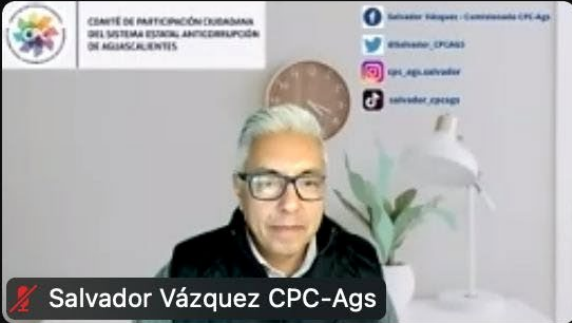 COMITÉ DE PARTICIPACIÓN CIUDADANA
DEL SISTEMA ESTATAL ANTICORRUPCIÓN
DE AGUASCALIENTES
Salvador Vázquez - Comisionado CPC-Ags
@Salvador_CPCAGS
cpc_ags.salvador
salvador_cpcags
Salvador Vázquez CPC-Ags